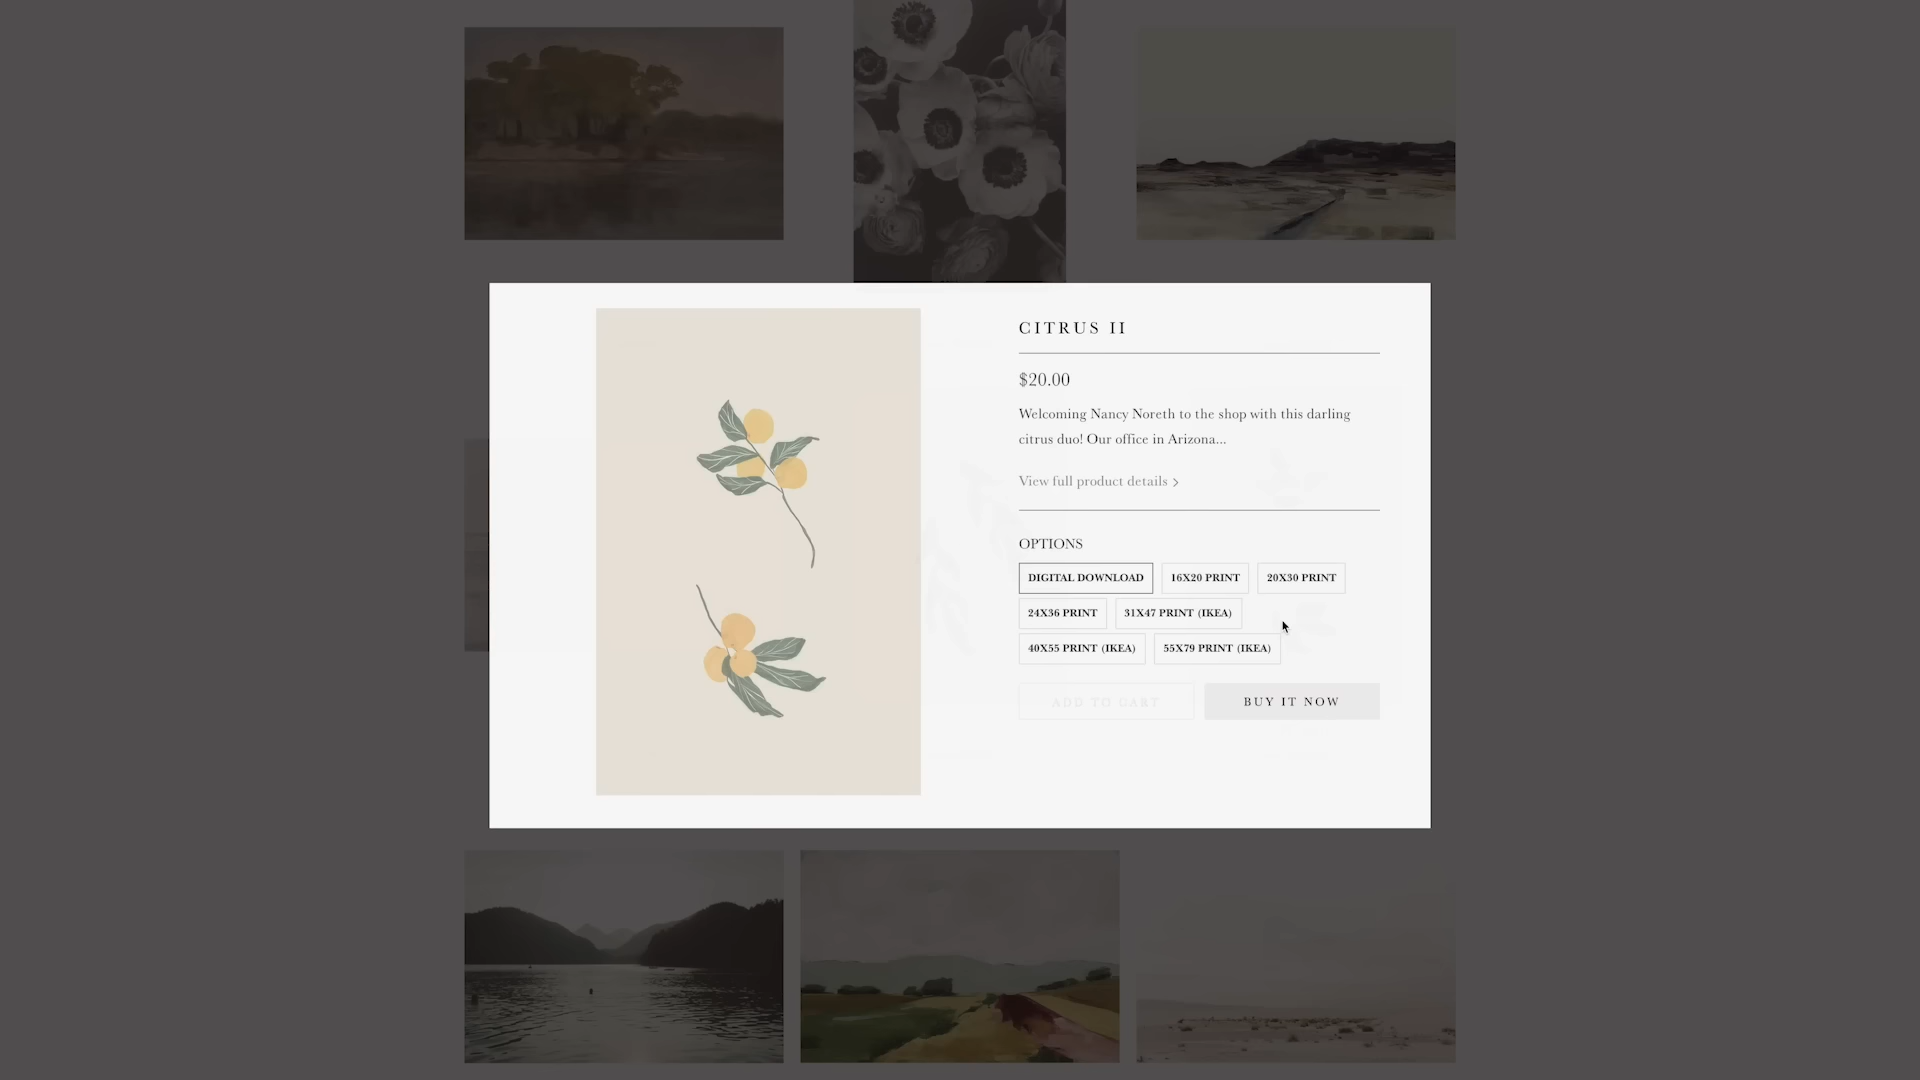 CITRUS II
$20.00
Welcoming Nancy Noreth to the shop with this darling
citrus duo! Our office in Arizona...
View full product details >
OPTIONS
DIGITAL DOWNLOAD 16X20 PRINT 20X30 PRINT
24X36 PRINT 31X47 PRINT (IKEA)
40X55 PRINT (IKEA) 55X79 PRINT (IKEA)
ADD TO CART BUY IT NOW